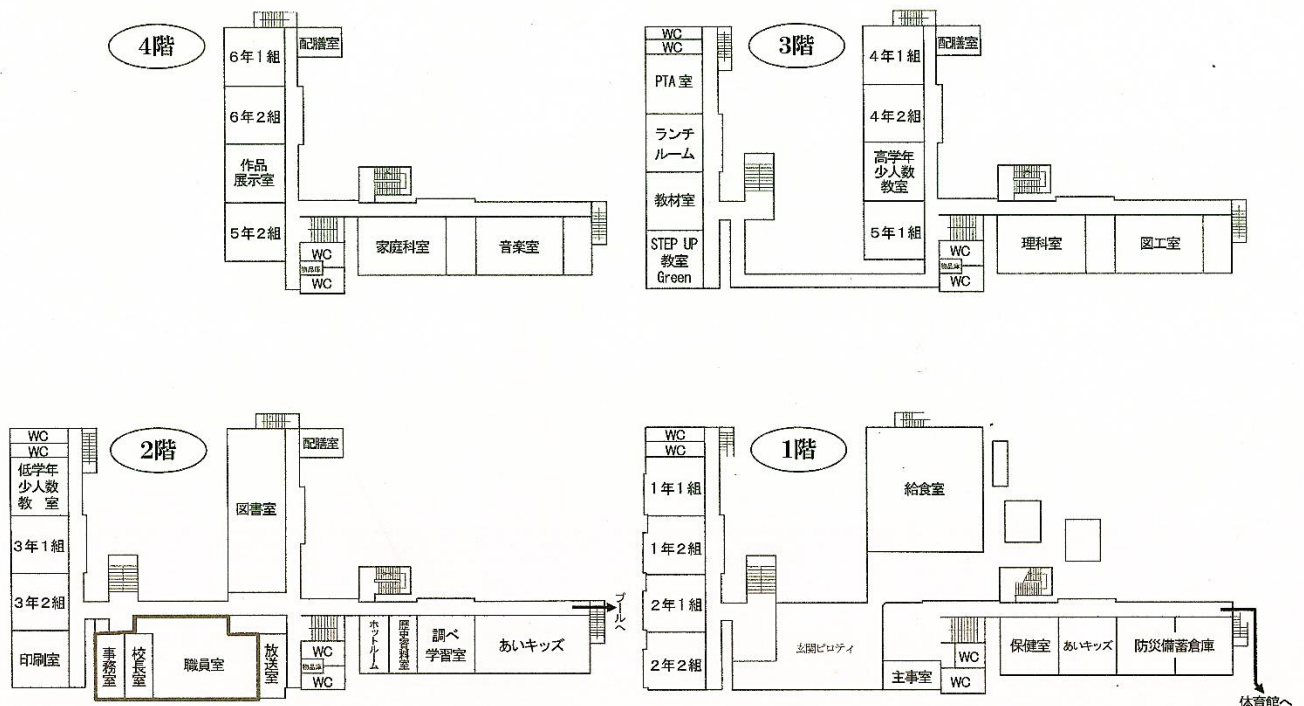 4階
6年1組
配膳室
6年2組
作品
展示室
5年2組
WC
物品庫
WC
家庭科室
音楽室
3階
WC
WC
PTA室
ランチ
ルーム
教材室
STEP UP
教室
Green
4年1組
配膳室
4年2組
高学年
少人数
教室
5年1組
WC
物品庫
WC
理科室
図工室
2階
WC
WC
低学年
少人数
教 室
3年1組
3年2組
印刷室
事務室
校長室
職員室
放送室
図書室
配膳室
WC
物品庫
WC
ホットルーム
歴史資料室
調べ
学習室
あいキッズ
プールへ
1階
WC
WC
1年1組
1年2組
2年1組
2年2組
給食室
玄関ピロティ
主事室
WC
WC
保健室
あいキッズ
防災備蓄倉庫
体育館へ